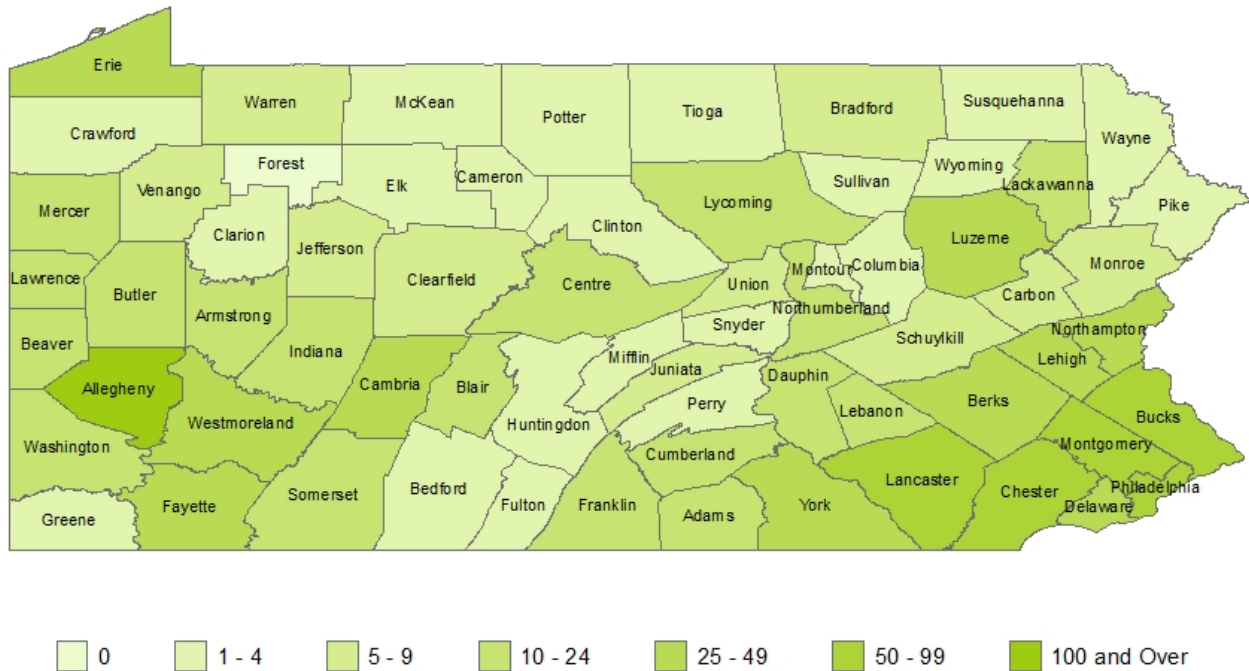 Erie
Warren
McKean
Potter
Tioga
Bradford
Susquehanna
Wayne
Crawford
Forest
Elk
Cameron
Wyoming
Sullivan
Lackawanna
Pike
Venango
Mercer
Lycoming
Clarion
Clinton
Jefferson
Luzerne
Columbia
Montour
Monroe
Lawrence
Butler
Clearfield
Centre
Union
Carbon
Armstrong
Northumberland
Snyder
Schuylkill
Northampton
Beaver
Indiana
Mifflin
Lehigh
Juniata
Dauphin
Allegheny
Cambria
Blair
Perry
Berks
Lebanon
Bucks
Westmoreland
Huntingdon
Washington
Cumberland
Montgomery
Lancaster
Bedford
Somerset
Fulton
Franklin
Chester
Philadelphia
Delaware
Fayette
York
Adams
Greene
0 1 - 4 5 - 9 10 - 24 25 - 49 50 - 99 100 and Over